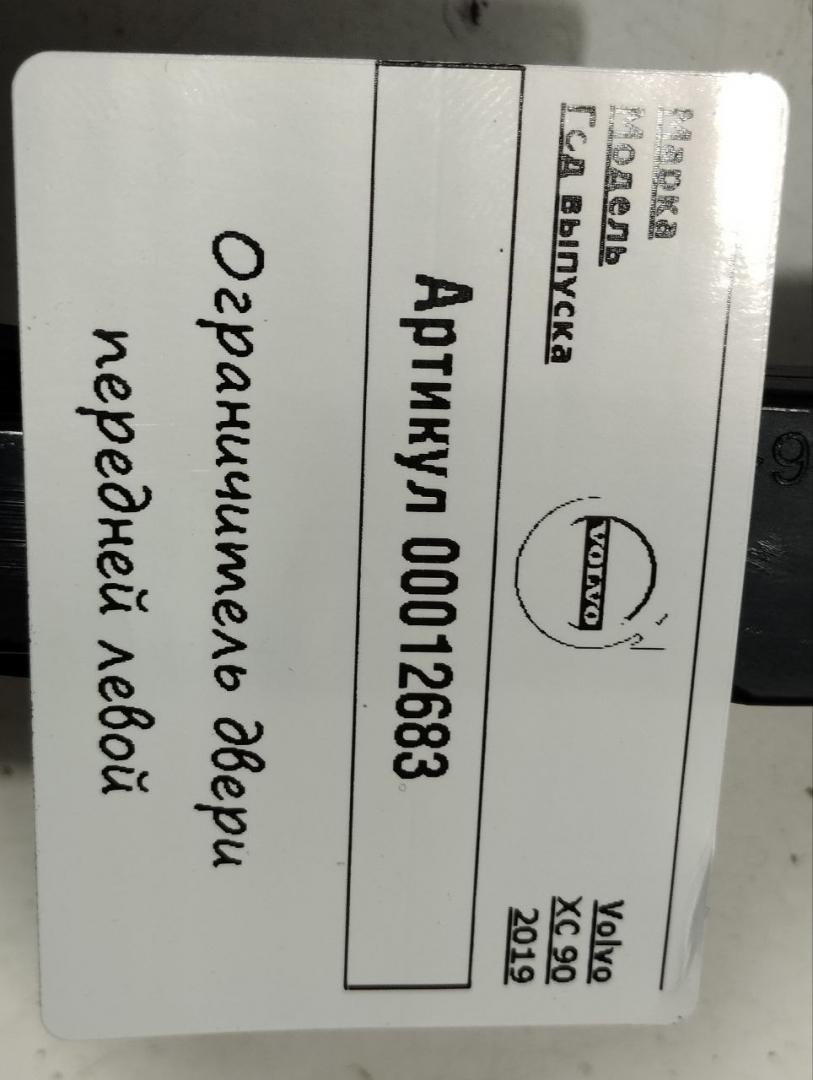 Марка
Volvo
Модель
XC 90
Год выпуска
2019
VOLVO
Артикул 00012683
Ограничитель двери
передней левой